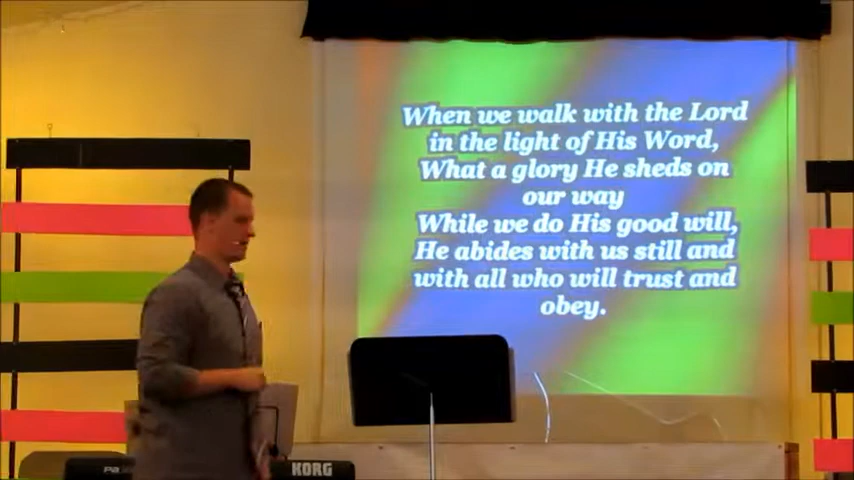 When we walk with the Lord
in the light of His Word,
What a glory He sheds on
our way
While we do His good will,
He abides with us still and
with all who will trust and
obey.
KORG